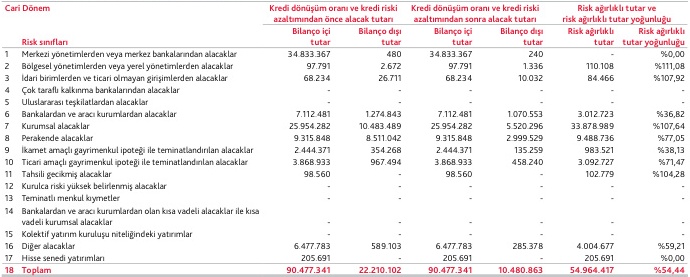 Cari Dönem
Kredi dönüşüm oranı ve kredi riski azaltımından önce alacak tutarı
Kredi dönüşüm oranı ve kredi riski azaltımından sonra alacak tutarı
Risk ağırlıklı tutar ve risk ağırlıklı tutar yoğunluğu
Risk sınıfları Bilanço içi tutar Bilanço dışı tutar Bilanço içi tutar Bilanço dışı tutar Risk ağırlıklı tutar Risk ağırlıklı tutar yoğunluğu
1 Merkezi yönetimlerden veya merkez bankalarından alacaklar 34.833.367 480 34.833.367 240 - %0,00
2 Bölgesel yönetimlerden veya yerel yönetimlerden alacaklar 97.791 2.672 97.791 1.336 110.108 %111,08
3 İdari birimlerden ve ticari olmayan girişimlerden alacaklar 68.234 26.711 68.234 10.032 84.466 %107,92
4 Çok taraflı kalkınma bankalarından alacaklar - - - - - -
5 Uluslararası teşkilatlardan alacaklar - - - - - -
6 Bankalardan ve aracı kurumlardan alacaklar 7.112.481 1.274.843 7.112.481 1.070.553 3.012.723 %36,82
7 Kurumsal alacaklar 25.954.282 10.483.489 25.954.282 5.520.296 33.878.989 %107,64
8 Perakende alacaklar 9.315.848 8.511.042 9.315.848 2.999.529 9.488.736 %77,05
9 İkamet amaçlı gayrimenkul ipoteği ile teminatlandırılan alacaklar 2.444.371 354.268 2.444.371 135.259 983.521 %38,13
10 Ticari amaçlı gayrimenkul ipoteği ile teminatlandırılan alacaklar 3.868.933 967.494 3.868.933 458.240 3.092.727 %71,47
11 Tahsili gecikmiş alacaklar 98.560 - 98.560 - 102.779 %104,28
12 Kurulca riski yüksek belirlenmiş alacaklar - - - - - -
13 Teminatlı menkul kıymetler - - - - - -
14 Bankalardan ve aracı kurumlardan olan kısa vadeli alacaklar ile kısa
vadeli kurumsal alacaklar - - - - - -
15 Kolektif yatırım kuruluşu niteliğindeki yatırımlar - - - - - -
16 Diğer alacaklar 6.477.783 589.103 6.477.783 285.378 4.004.677 %59,21
17 Hisse senedi yatırımları 205.691 - 205.691 - 205.691 %0,00
18 Toplam 90.477.341 22.210.102 90.477.341 10.480.863 54.964.417 %54,44